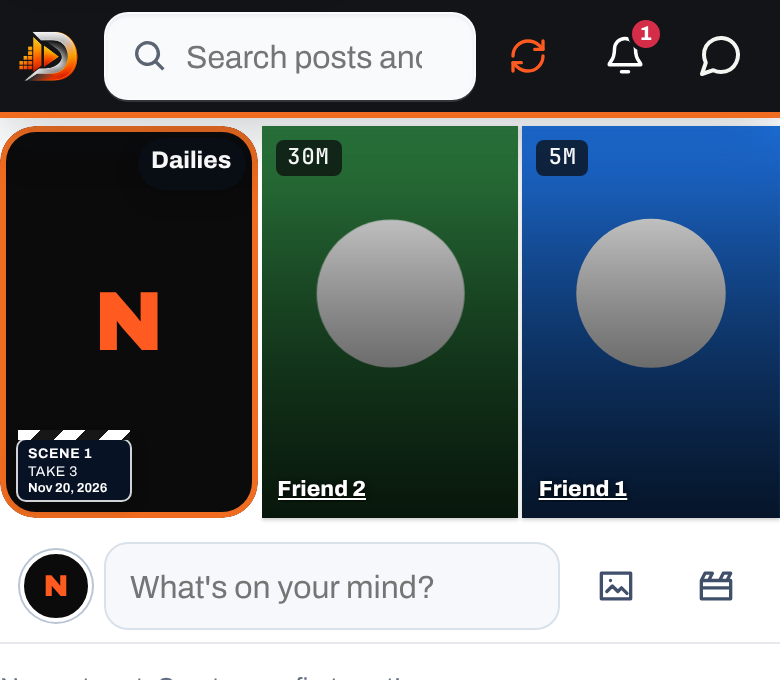 Search posts and
1
Dailies
30M
5M
N
SCENE 1
TAKE 3
Nov 20, 2026
Friend 2
Friend 1
N
What's on your mind?